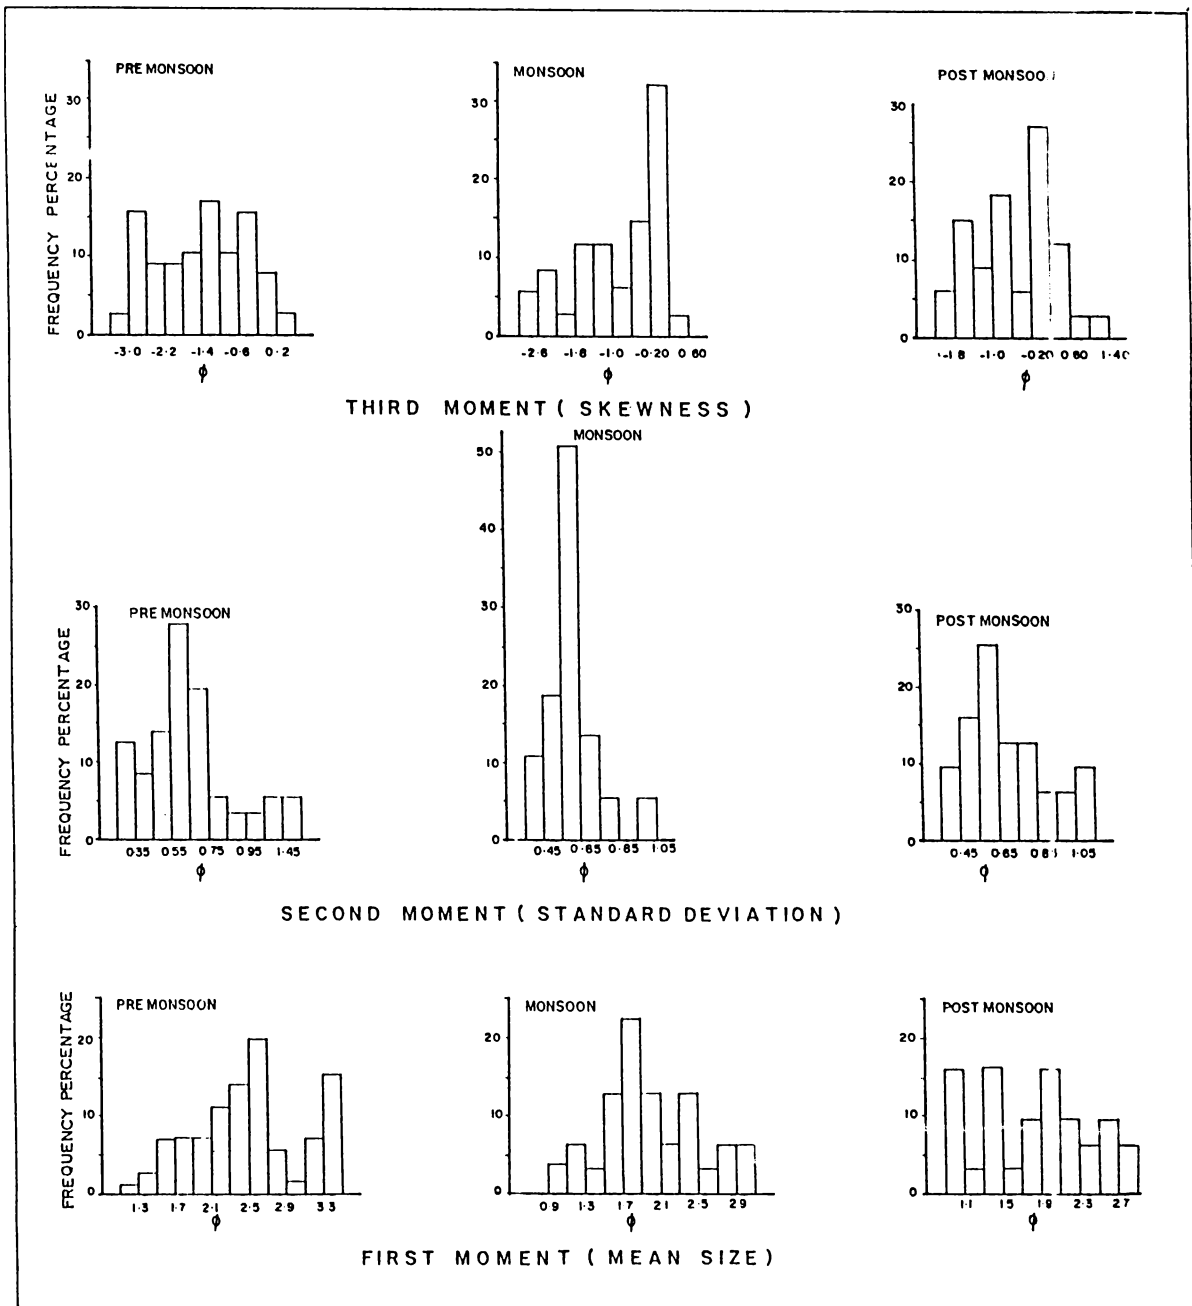 PRE MONSOON
MONSOON
POST MONSOON
FREQUENCY PERCENTAGE
30
20
10
0
30
20
10
0
30
20
10
0
-3.0 -2.2 -1.4 -0.6 0.2
-1.0 -0.20 0.60
-1.8 -1.0 -0.20 0.60 1.40
ϕ
ϕ
ϕ
THIRD MOMENT ( SKEWNESS )
PRE MONSOON
MONSOON
POST MONSOON
FREQUENCY PERCENTAGE
30
20
10
0
50
40
30
20
10
0
30
20
10
0
0.35 0.55 0.75 0.95 1.45
0.45 0.65 0.85 1.05
0.45 0.65 1.05
ϕ
ϕ
ϕ
SECOND MOMENT ( STANDARD DEVIATION )
PRE MONSOON
MONSOON
POST MONSOON
FREQUENCY PERCENTAGE
20
10
0
20
10
0
20
10
0
1.3 1.7 2.1 2.5 2.9 3.3
0.9 1.3 1.7 2.1 2.5 2.9
1.1 1.5 1.9 2.3 2.7
ϕ
ϕ
ϕ
FIRST MOMENT ( MEAN SIZE )